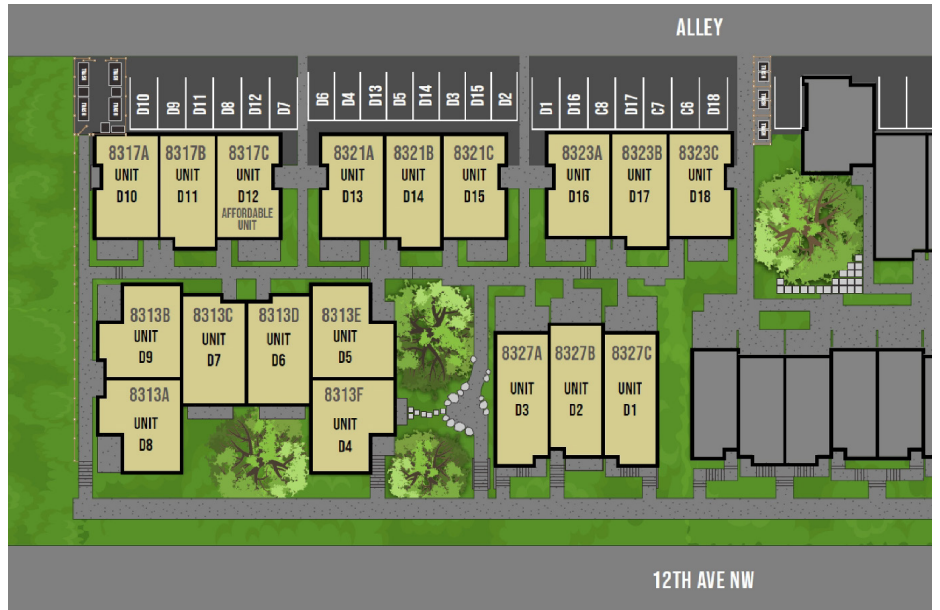 ALLEY
D10
D9
D11
D8
D12
D7
D6
D4
D13
D5
D14
D3
D15
D2
D1
D16
C8
D17
C7
C6
D18
8317A
UNIT
D10
8317B
UNIT
D11
8317C
UNIT
D12
AFFORDABLE
UNIT
8321A
UNIT
D13
8321B
UNIT
D14
8321C
UNIT
D15
8323A
UNIT
D16
8323B
UNIT
D17
8323C
UNIT
D18
8313B
UNIT
D9
8313C
UNIT
D7
8313D
UNIT
D6
8313E
UNIT
D5
8313A
UNIT
D8
8313F
UNIT
D4
8327A
UNIT
D3
8327B
UNIT
D2
8327C
UNIT
D1
12TH AVE NW